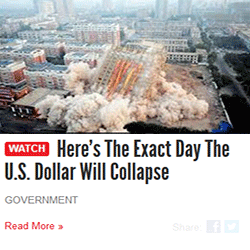 WATCH Here's The Exact Day The
U.S. Dollar Will Collapse
GOVERNMENT
Read More »
Share: